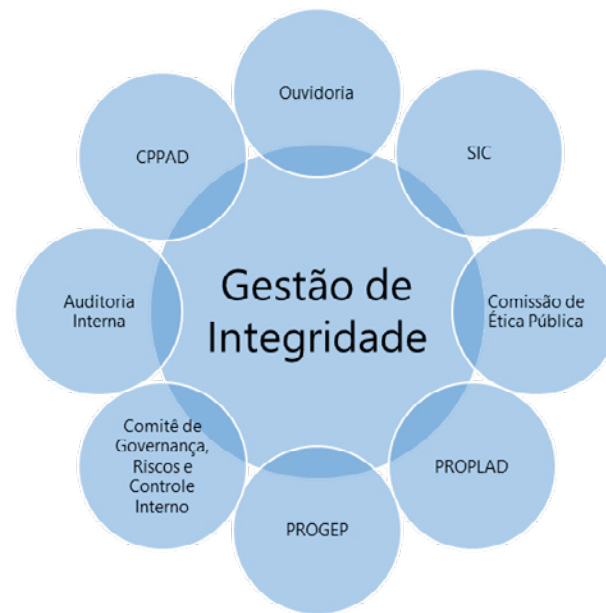 Ouvidoria
SIC
Comissão de
Ética Pública
PROPLAD
PROGEP
Comitê de
Governança,
Riscos e
Controle
Interno
Auditoria
Interna
CPPAD
Gestão de
Integridade